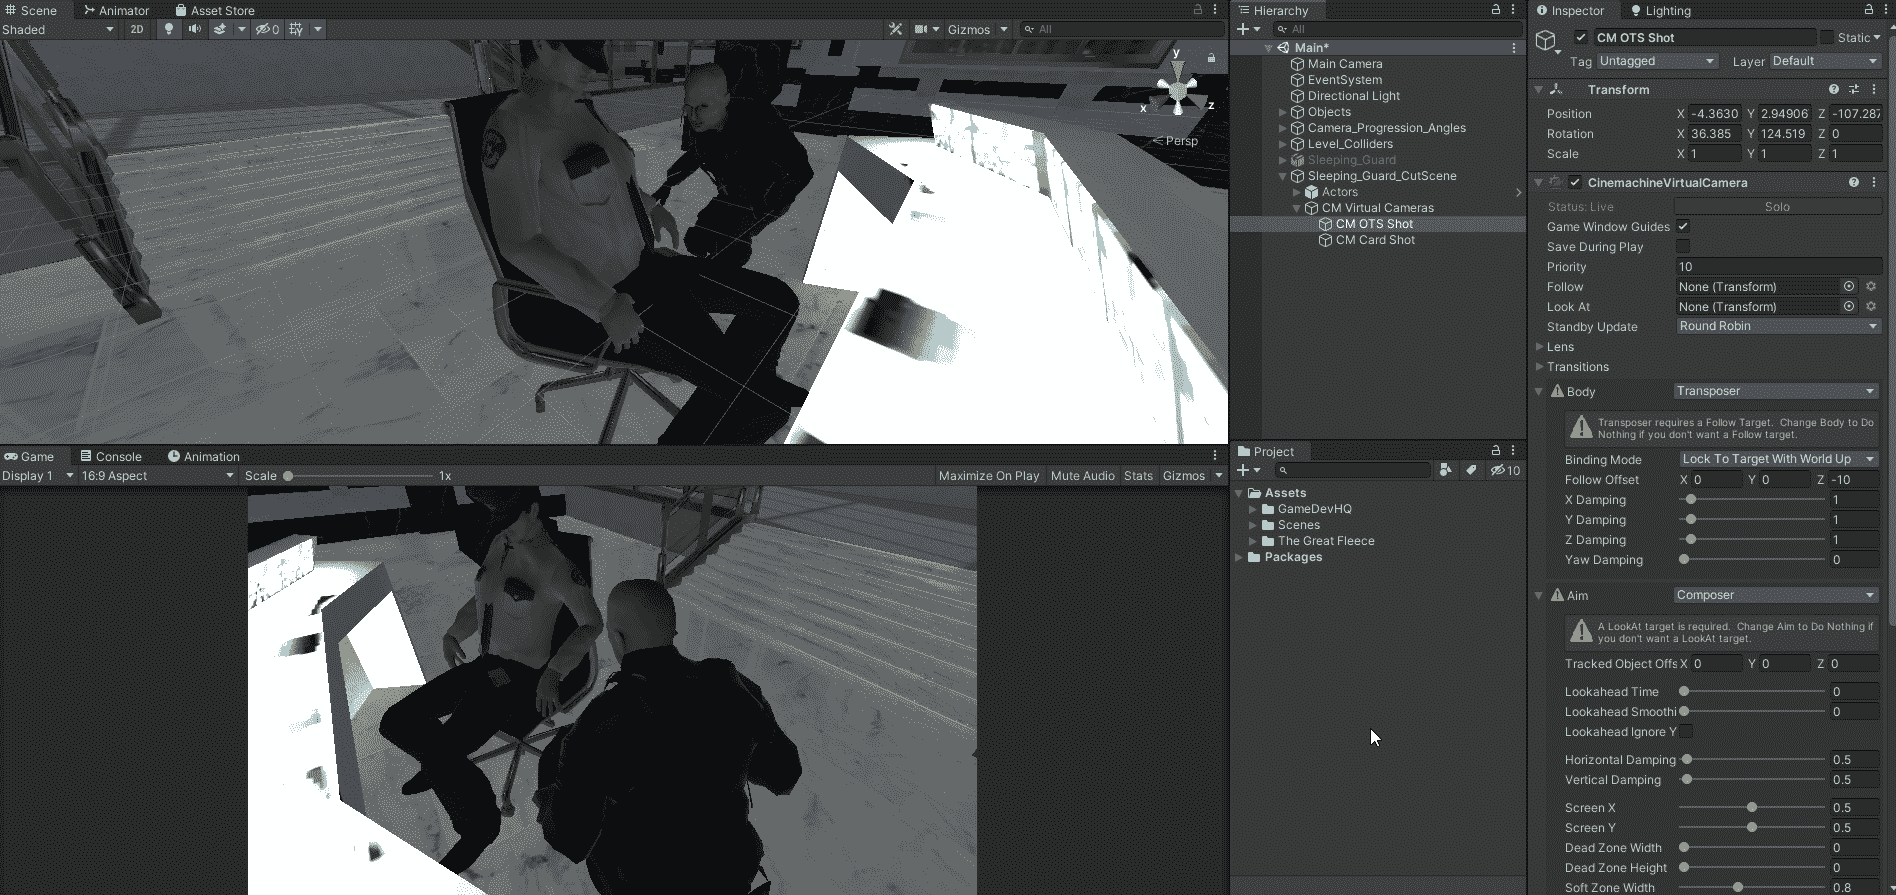 Scene
Animator
Asset Store
Shaded
2D
0
Gizmos
All
y
x
z
Persp
Game
Console
Animation
Display 1
16:9 Aspect
Scale
1x
Maximize On Play
Mute Audio
Stats
Gizmos
Hierarchy
All
Main*
Main Camera
EventSystem
Directional Light
Objects
Camera_Progression_Angles
Level_Colliders
Sleeping_Guard
Sleeping_Guard_CutScene
Actors
CM Virtual Cameras
CM OTS Shot
CM Card Shot
Project
10
Assets
GameDevHQ
Scenes
The Great Fleece
Packages
Inspector
Lighting
CM OTS Shot
Static
Tag Untagged Layer Default
Transform
Position X -4.3630 Y 2.94906 Z -107.287
Rotation X 36.385 Y 124.519 Z 0
Scale X 1 Y 1 Z 1
CinemachineVirtualCamera
Status: Live Solo
Game Window Guides
Save During Play
Priority 10
Follow None (Transform)
Look At None (Transform)
Standby Update Round Robin
Lens
Transitions
Body Transposer
Transposer requires a Follow Target. Change Body to Do
Nothing if you don't want a Follow target.
Binding Mode Lock To Target With World Up
Follow Offset X 0 Y 0 Z -10
X Damping 1
Y Damping 1
Z Damping 1
Yaw Damping 0
Aim Composer
A LookAt target is required. Change Aim to Do Nothing if
you don't want a LookAt target.
Tracked Object Offs X 0 Y 0 Z 0
Lookahead Time 0
Lookahead Smoothi 0
Lookahead Ignore Y
Horizontal Damping 0.5
Vertical Damping 0.5
Screen X 0.5
Screen Y 0.5
Dead Zone Width 0
Dead Zone Height 0
Soft Zone Width 0.8